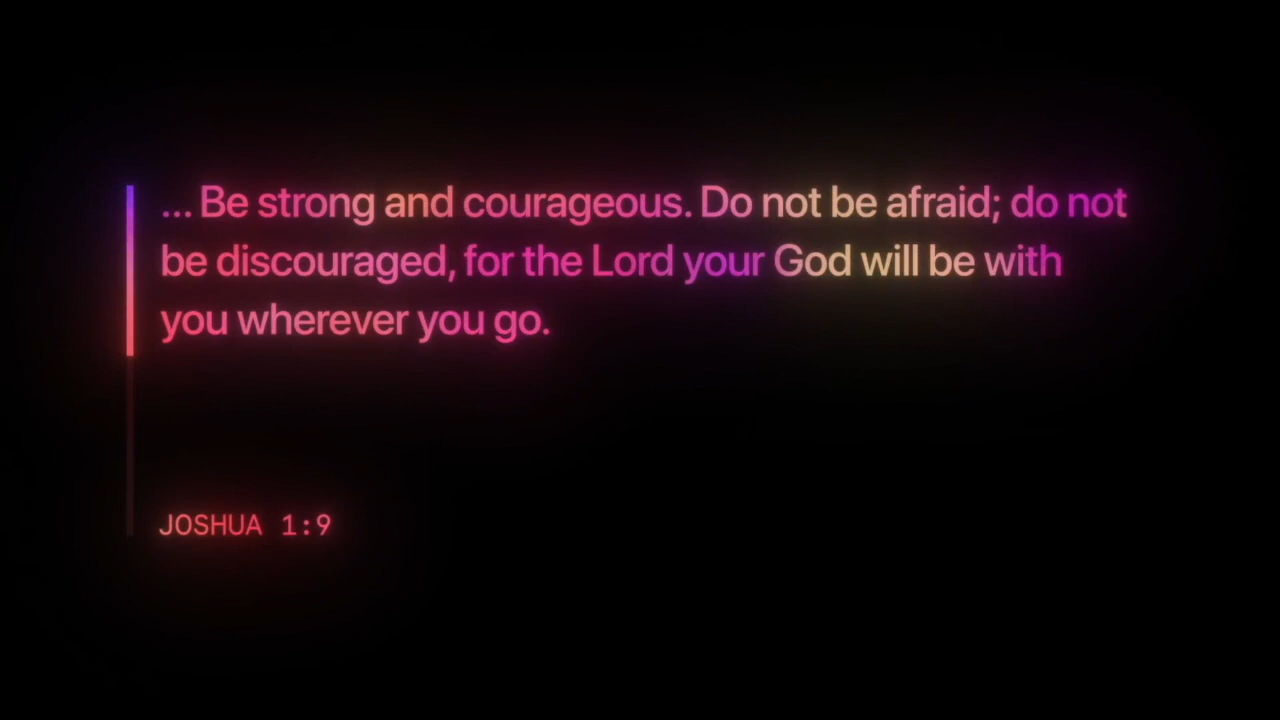 ... Be strong and courageous. Do not be afraid; do not
be discouraged, for the Lord your God will be with
you wherever you go.
JOSHUA 1:9